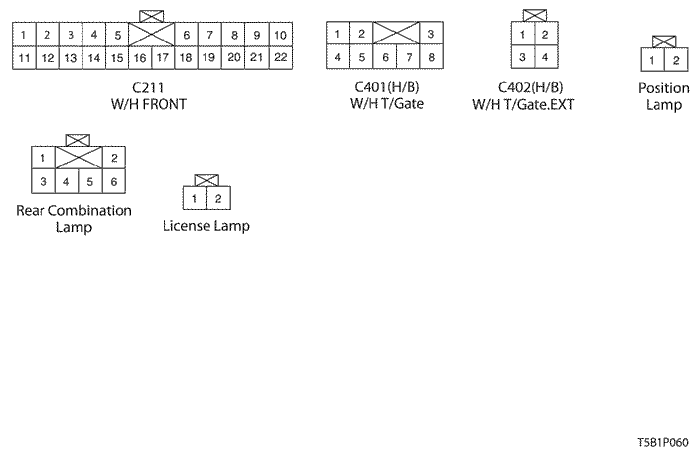 1 2 3 4 5 6 7 8 9 10
11 12 13 14 15 16 17 18 19 20 21 22
C211
W/H FRONT
1 2 3
4 5 6 7 8
C401(H/B)
W/H T/Gate
1 2
3 4
C402(H/B)
W/H T/Gate.EXT
1 2
Position
Lamp
1 2
3 4 5 6
Rear Combination
Lamp
1 2
License Lamp
T5B1P060